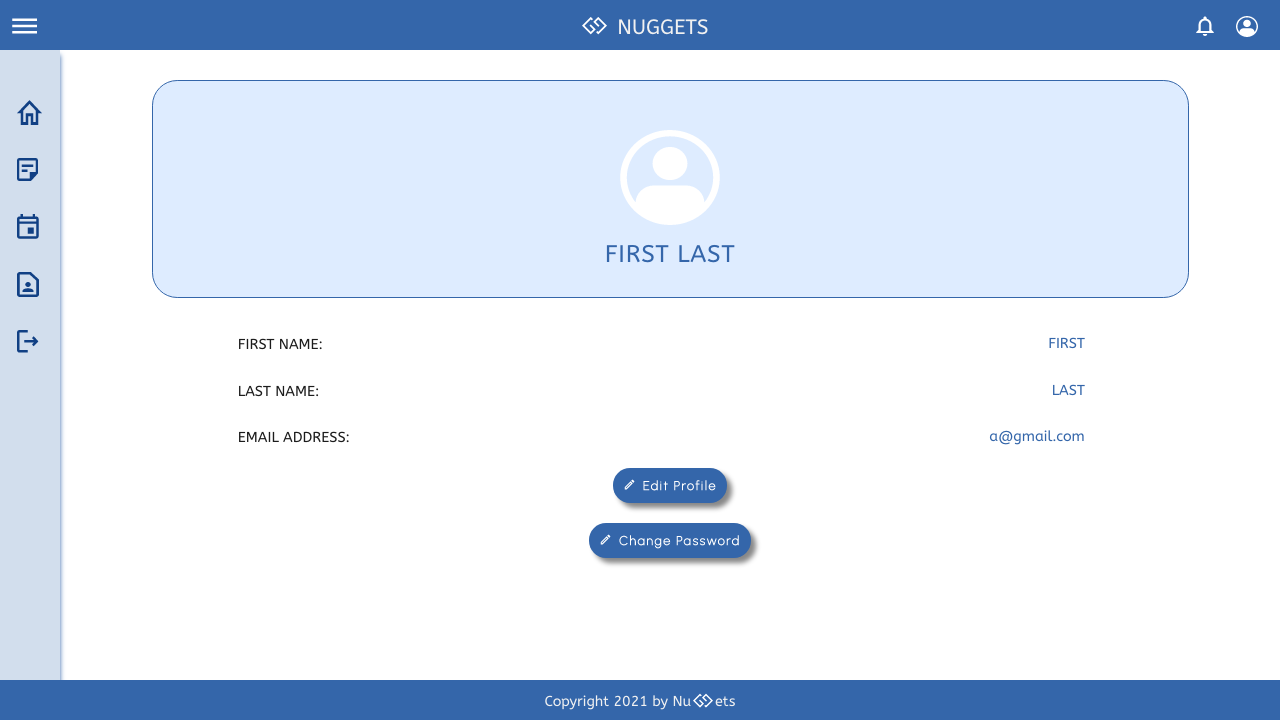 NUGGETS
FIRST LAST
FIRST NAME: FIRST
LAST NAME: LAST
EMAIL ADDRESS: a@gmail.com
Edit Profile
Change Password
Copyright 2021 by Nu ets